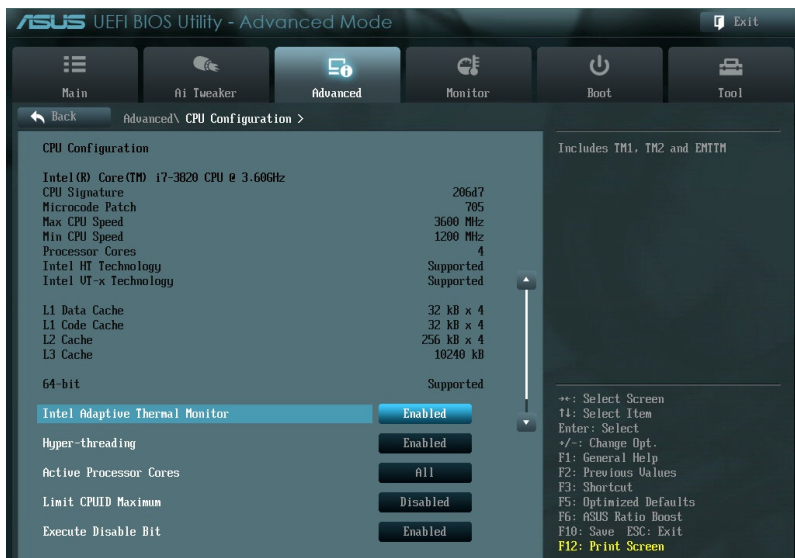 ASUS UEFI BIOS Utility - Advanced Mode
Exit
Main
Ai Tweaker
Advanced
Monitor
Boot
Tool
Back
Advanced\ CPU Configuration >
CPU Configuration
Intel(R) Core(TM) i7-3820 CPU @ 3.60GHz
CPU Signature 206d7
Microcode Patch 705
Max CPU Speed 3600 MHz
Min CPU Speed 1200 MHz
Processor Cores 4
Intel HT Technology Supported
Intel VT-x Technology Supported
L1 Data Cache 32 kB x 4
L1 Code Cache 32 kB x 4
L2 Cache 256 kB x 4
L3 Cache 10240 kB
64-bit Supported
Intel Adaptive Thermal Monitor Enabled
Hyper-threading Enabled
Active Processor Cores All
Limit CPUID Maximum Disabled
Execute Disable Bit Enabled
Includes TM1, TM2 and EMTTM
→←: Select Screen
↑↓: Select Item
Enter: Select
+/-: Change Opt.
F1: General Help
F2: Previous Values
F3: Shortcut
F5: Optimized Defaults
F6: ASUS Ratio Boost
F10: Save ESC: Exit
F12: Print Screen